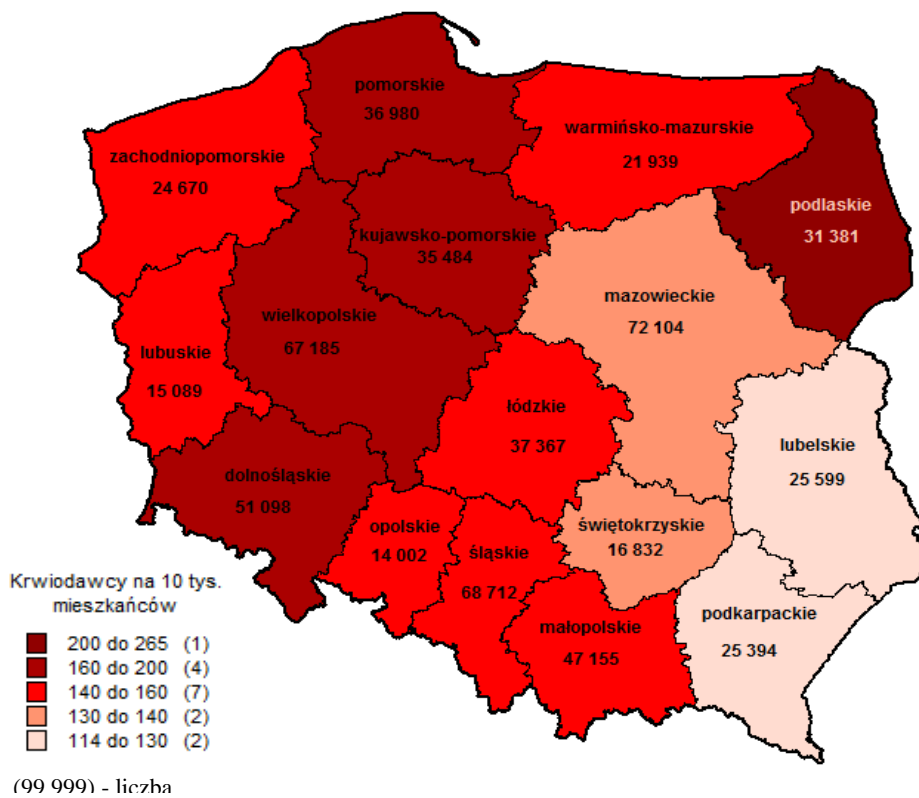 pomorskie
36 980
warmińsko-mazurskie
21 939
zachodniopomorskie
24 670
podlaskie
31 381
kujawsko-pomorskie
35 484
mazowieckie
72 104
wielkopolskie
67 185
lubuskie
15 089
łódzkie
37 367
lubelskie
25 599
dolnośląskie
51 098
opolskie
14 002
śląskie
68 712
świętokrzyskie
16 832
małopolskie
47 155
podkarpackie
25 394
Krwiodawcy na 10 tys.
mieszkańców
200 do 265 (1)
160 do 200 (4)
140 do 160 (7)
130 do 140 (2)
114 do 130 (2)
(99 999) - liczba